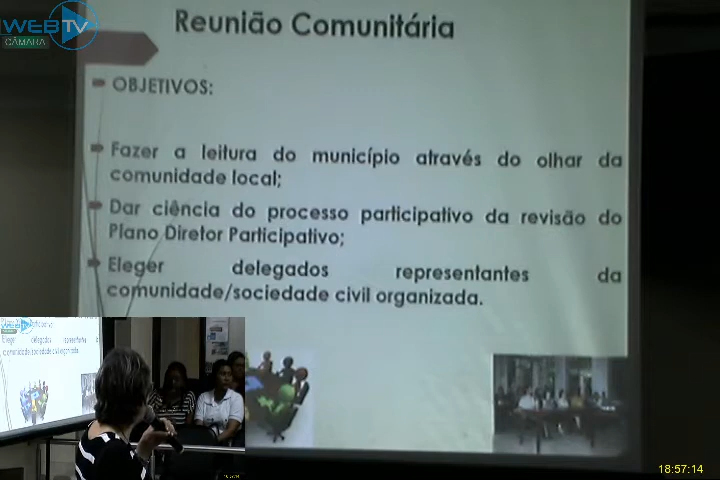 WEBTV
CÂMARA
Reunião Comunitária
OBJETIVOS:
Fazer a leitura do município através do olhar da
comunidade local;
Dar ciência do processo participativo da revisão do
Plano Diretor Participativo;
Eleger delegados representantes da
comunidade/sociedade civil organizada.
18:57:14